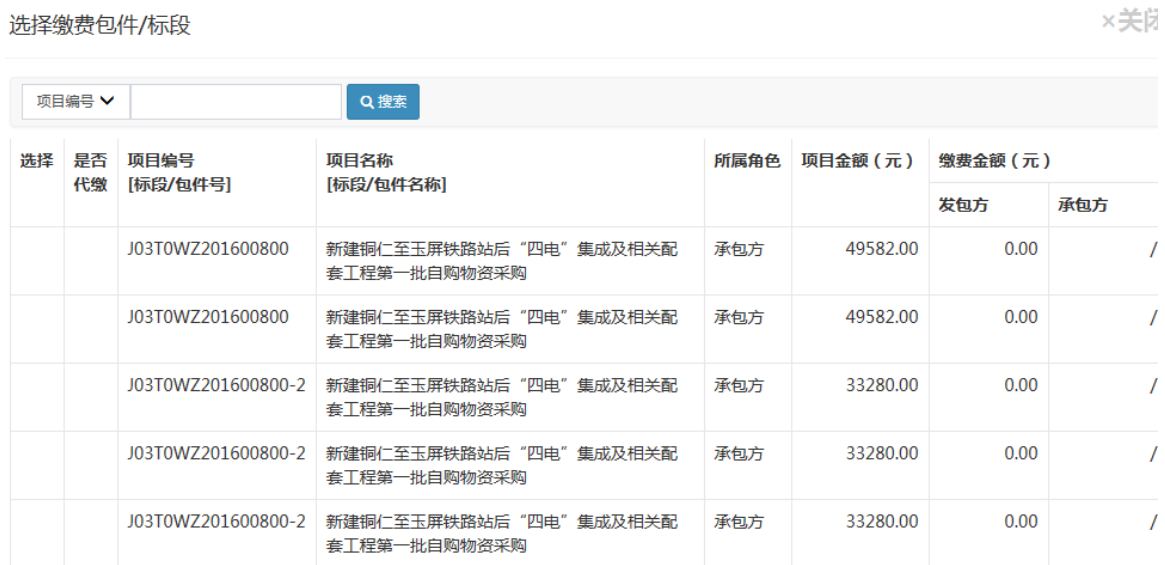 选择缴费包件/标段
×关闭
项目编号
搜索
选择 是否 项目编号 项目名称 所属角色 项目金额（元） 缴费金额（元）
代缴 [标段/包件号] [标段/包件名称]
发包方 承包方
J03T0WZ201600800 新建铜仁至玉屏铁路站后“四电”集成及相关配 承包方 49582.00 0.00 /
套工程第一批自购物资采购
J03T0WZ201600800 新建铜仁至玉屏铁路站后“四电”集成及相关配 承包方 49582.00 0.00 /
套工程第一批自购物资采购
J03T0WZ201600800-2 新建铜仁至玉屏铁路站后“四电”集成及相关配 承包方 33280.00 0.00 /
套工程第一批自购物资采购
J03T0WZ201600800-2 新建铜仁至玉屏铁路站后“四电”集成及相关配 承包方 33280.00 0.00 /
套工程第一批自购物资采购
J03T0WZ201600800-2 新建铜仁至玉屏铁路站后“四电”集成及相关配 承包方 33280.00 0.00 /
套工程第一批自购物资采购